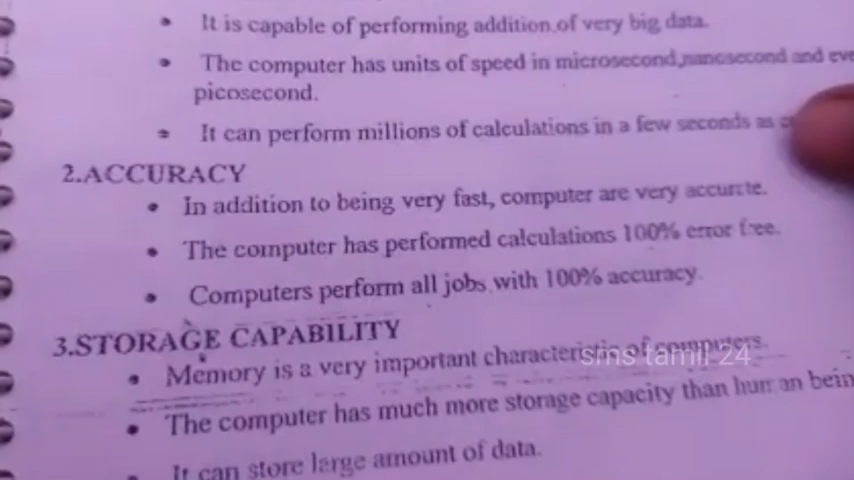 It is capable of performing addition of very big data.
The computer has units of speed in microsecond,nanosecond and
picosecond.
It can perform millions of calculations in a few seconds as
2.ACCURACY
In addition to being very fast, computer are very accurate.
The computer has performed calculations 100% error free.
Computers perform all jobs with 100% accuracy.
3.STORAGE CAPABILITY
Memory is a very important characteristic of computers.
sms tamil 24
The computer has much more storage capacity than human
It can store large amount of data.